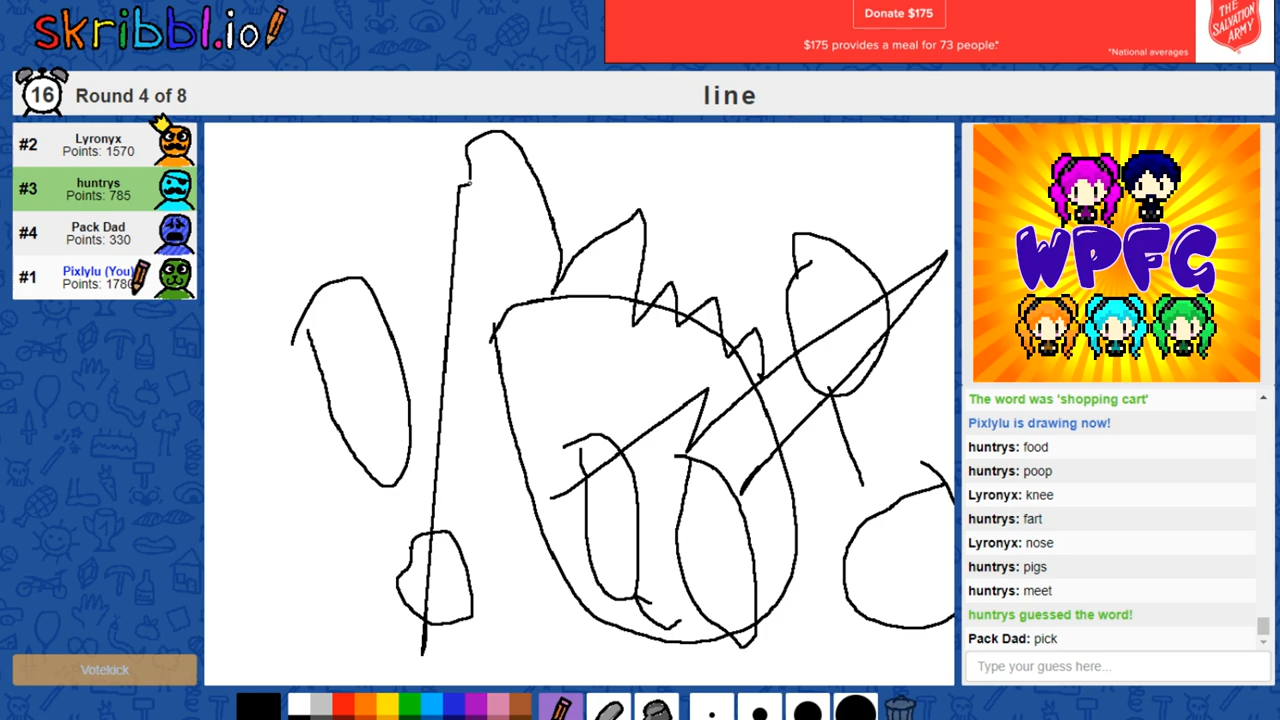 skribbl.io
Donate $175
$175 provides a meal for 73 people.*
*National averages
THE SALVATION ARMY
16
Round 4 of 8
line
#2
Lyronyx
Points: 1570
#3
huntrys
Points: 785
#4
Pack Dad
Points: 330
#1
Pixlylu (You)
Points: 1780
WPFG
The word was 'shopping cart'
Pixlylu is drawing now!
huntrys: food
huntrys: poop
Lyronyx: knee
huntrys: fart
Lyronyx: nose
huntrys: pigs
huntrys: meet
huntrys guessed the word!
Pack Dad: pick
Type your guess here...
Votekick